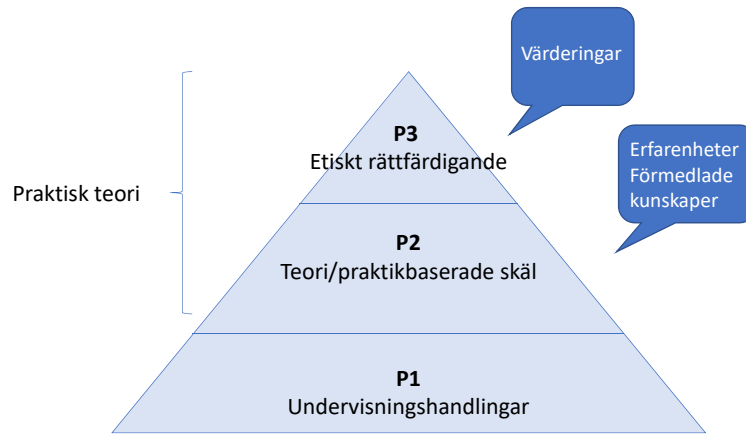 Värderingar
P3
Etiskt rättfärdigande
Erfarenheter
Förmedlade
kunskaper
Praktisk teori
P2
Teori/praktikbaserade skäl
P1
Undervisningshandlingar